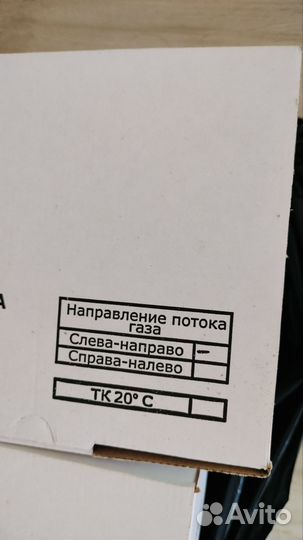 А
Направление потока
газа
Слева-направо –
Справа-налево
ТК 20° С
Avito